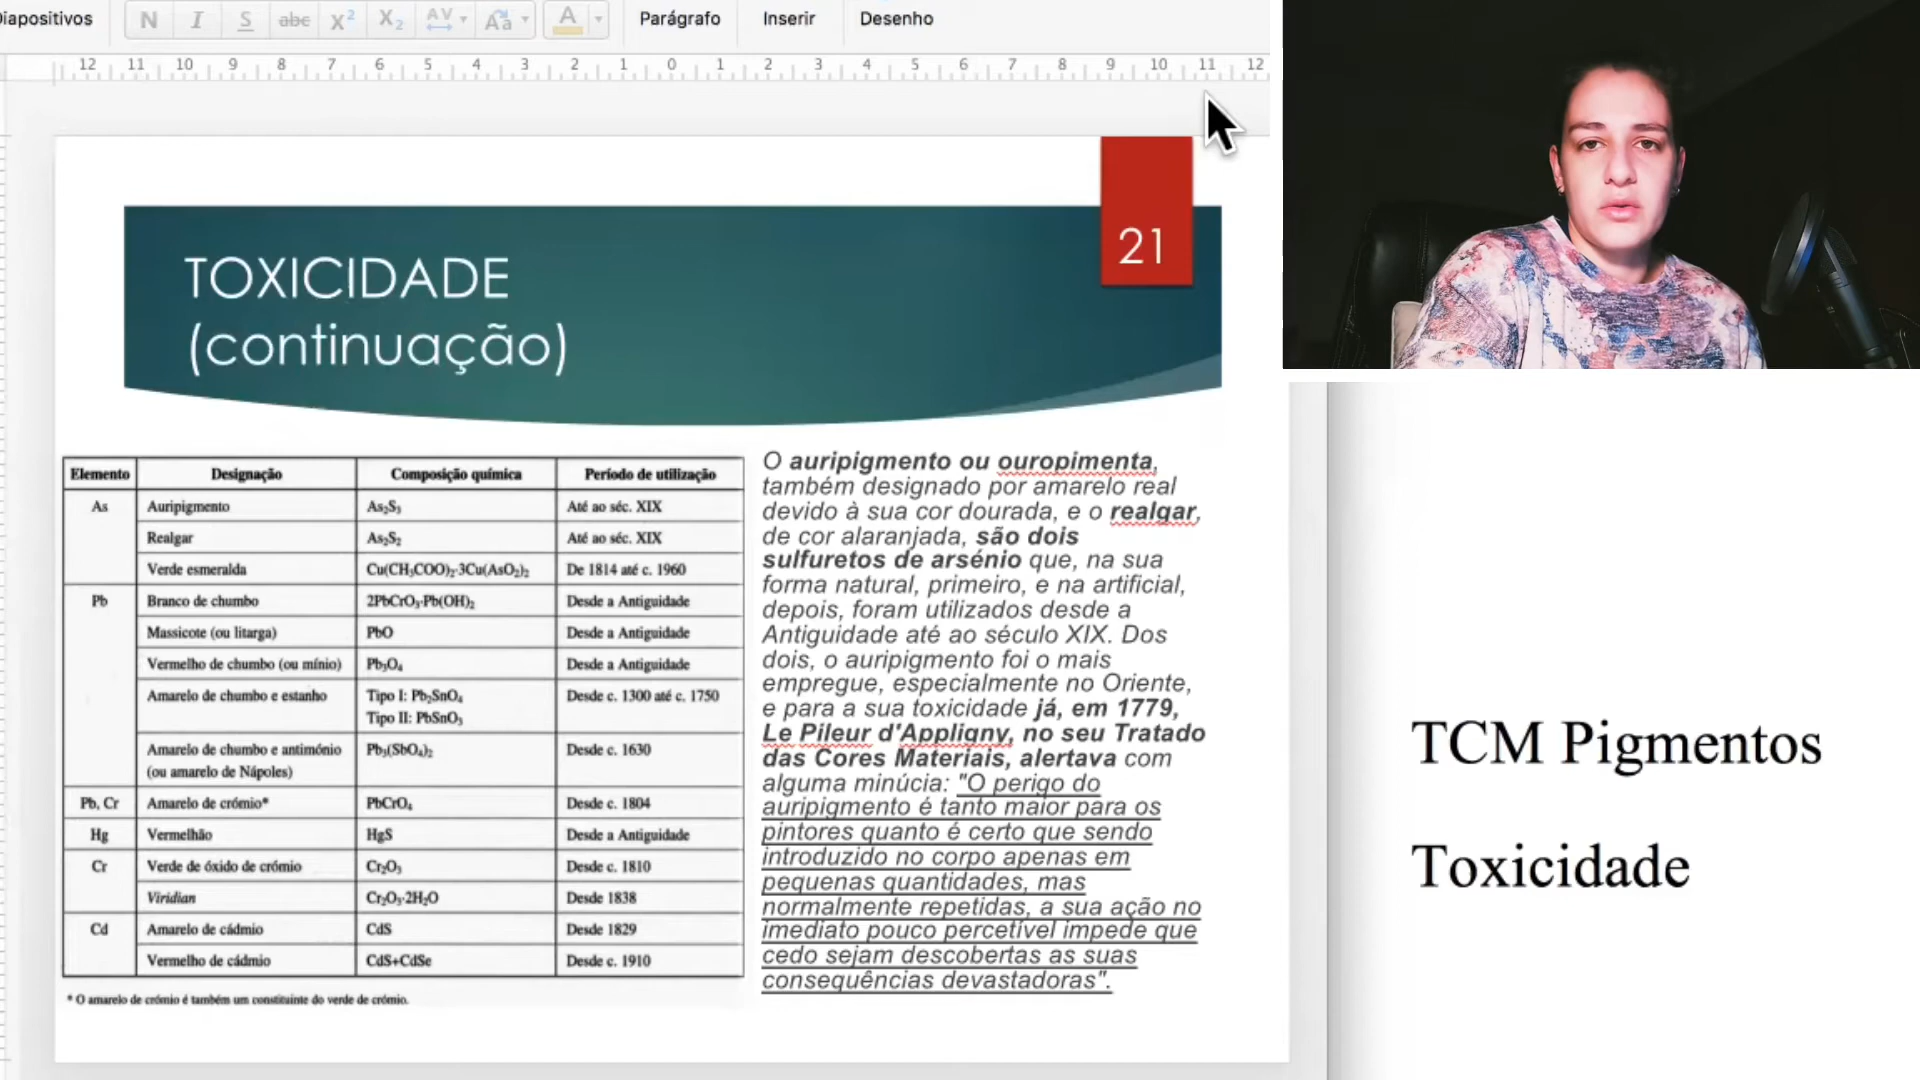 iapositivos N I S abc X² X₂ AV Aa A Parágrafo Inserir Desenho
12 11 10 9 8 7 6 5 4 3 2 1 0 1 2 3 4 5 6 7 8 9 10 11 12
21
TOXICIDADE
(continuação)
Elemento Designação Composição química Período de utilização
As Auripigmento As₂S₃ Até ao séc. XIX
Realgar As₂S₂ Até ao séc. XIX
Verde esmeralda Cu(CH₃COO)₂·3Cu(AsO₂)₂ De 1814 até c. 1960
Pb Branco de chumbo 2PbCrO₃·Pb(OH)₂ Desde a Antiguidade
Massicote (ou litarga) PbO Desde a Antiguidade
Vermelho de chumbo (ou mínio) Pb₃O₄ Desde a Antiguidade
Amarelo de chumbo e estanho Tipo I: Pb₂SnO₄ Desde c. 1300 até c. 1750
Tipo II: PbSnO₃
Amarelo de chumbo e antimónio Pb₃(SbO₄)₂ Desde c. 1630
(ou amarelo de Nápoles)
Pb, Cr Amarelo de crómio* PbCrO₄ Desde c. 1804
Hg Vermelhão HgS Desde a Antiguidade
Cr Verde de óxido de crómio Cr₂O₃ Desde c. 1810
Viridian Cr₂O₃·2H₂O Desde 1838
Cd Amarelo de cádmio CdS Desde 1829
Vermelho de cádmio CdS+CdSe Desde c. 1910
* O amarelo de crómio é também um constituinte do verde de crómio.
O auripigmento ou ouropimenta,
também designado por amarelo real
devido à sua cor dourada, e o realgar,
de cor alaranjada, são dois
sulfuretos de arsénio que, na sua
forma natural, primeiro, e na artificial,
depois, foram utilizados desde a
Antiguidade até ao século XIX. Dos
dois, o auripigmento foi o mais
empregue, especialmente no Oriente,
e para a sua toxicidade já, em 1779,
Le Pileur d'Appligny, no seu Tratado
das Cores Materiais, alertava com
alguma minúcia: "O perigo do
auripigmento é tanto maior para os
pintores quanto é certo que sendo
introduzido no corpo apenas em
pequenas quantidades, mas
normalmente repetidas, a sua ação no
imediato pouco percetível impede que
cedo sejam descobertas as suas
consequências devastadoras".
TCM Pigmentos
Toxicidade